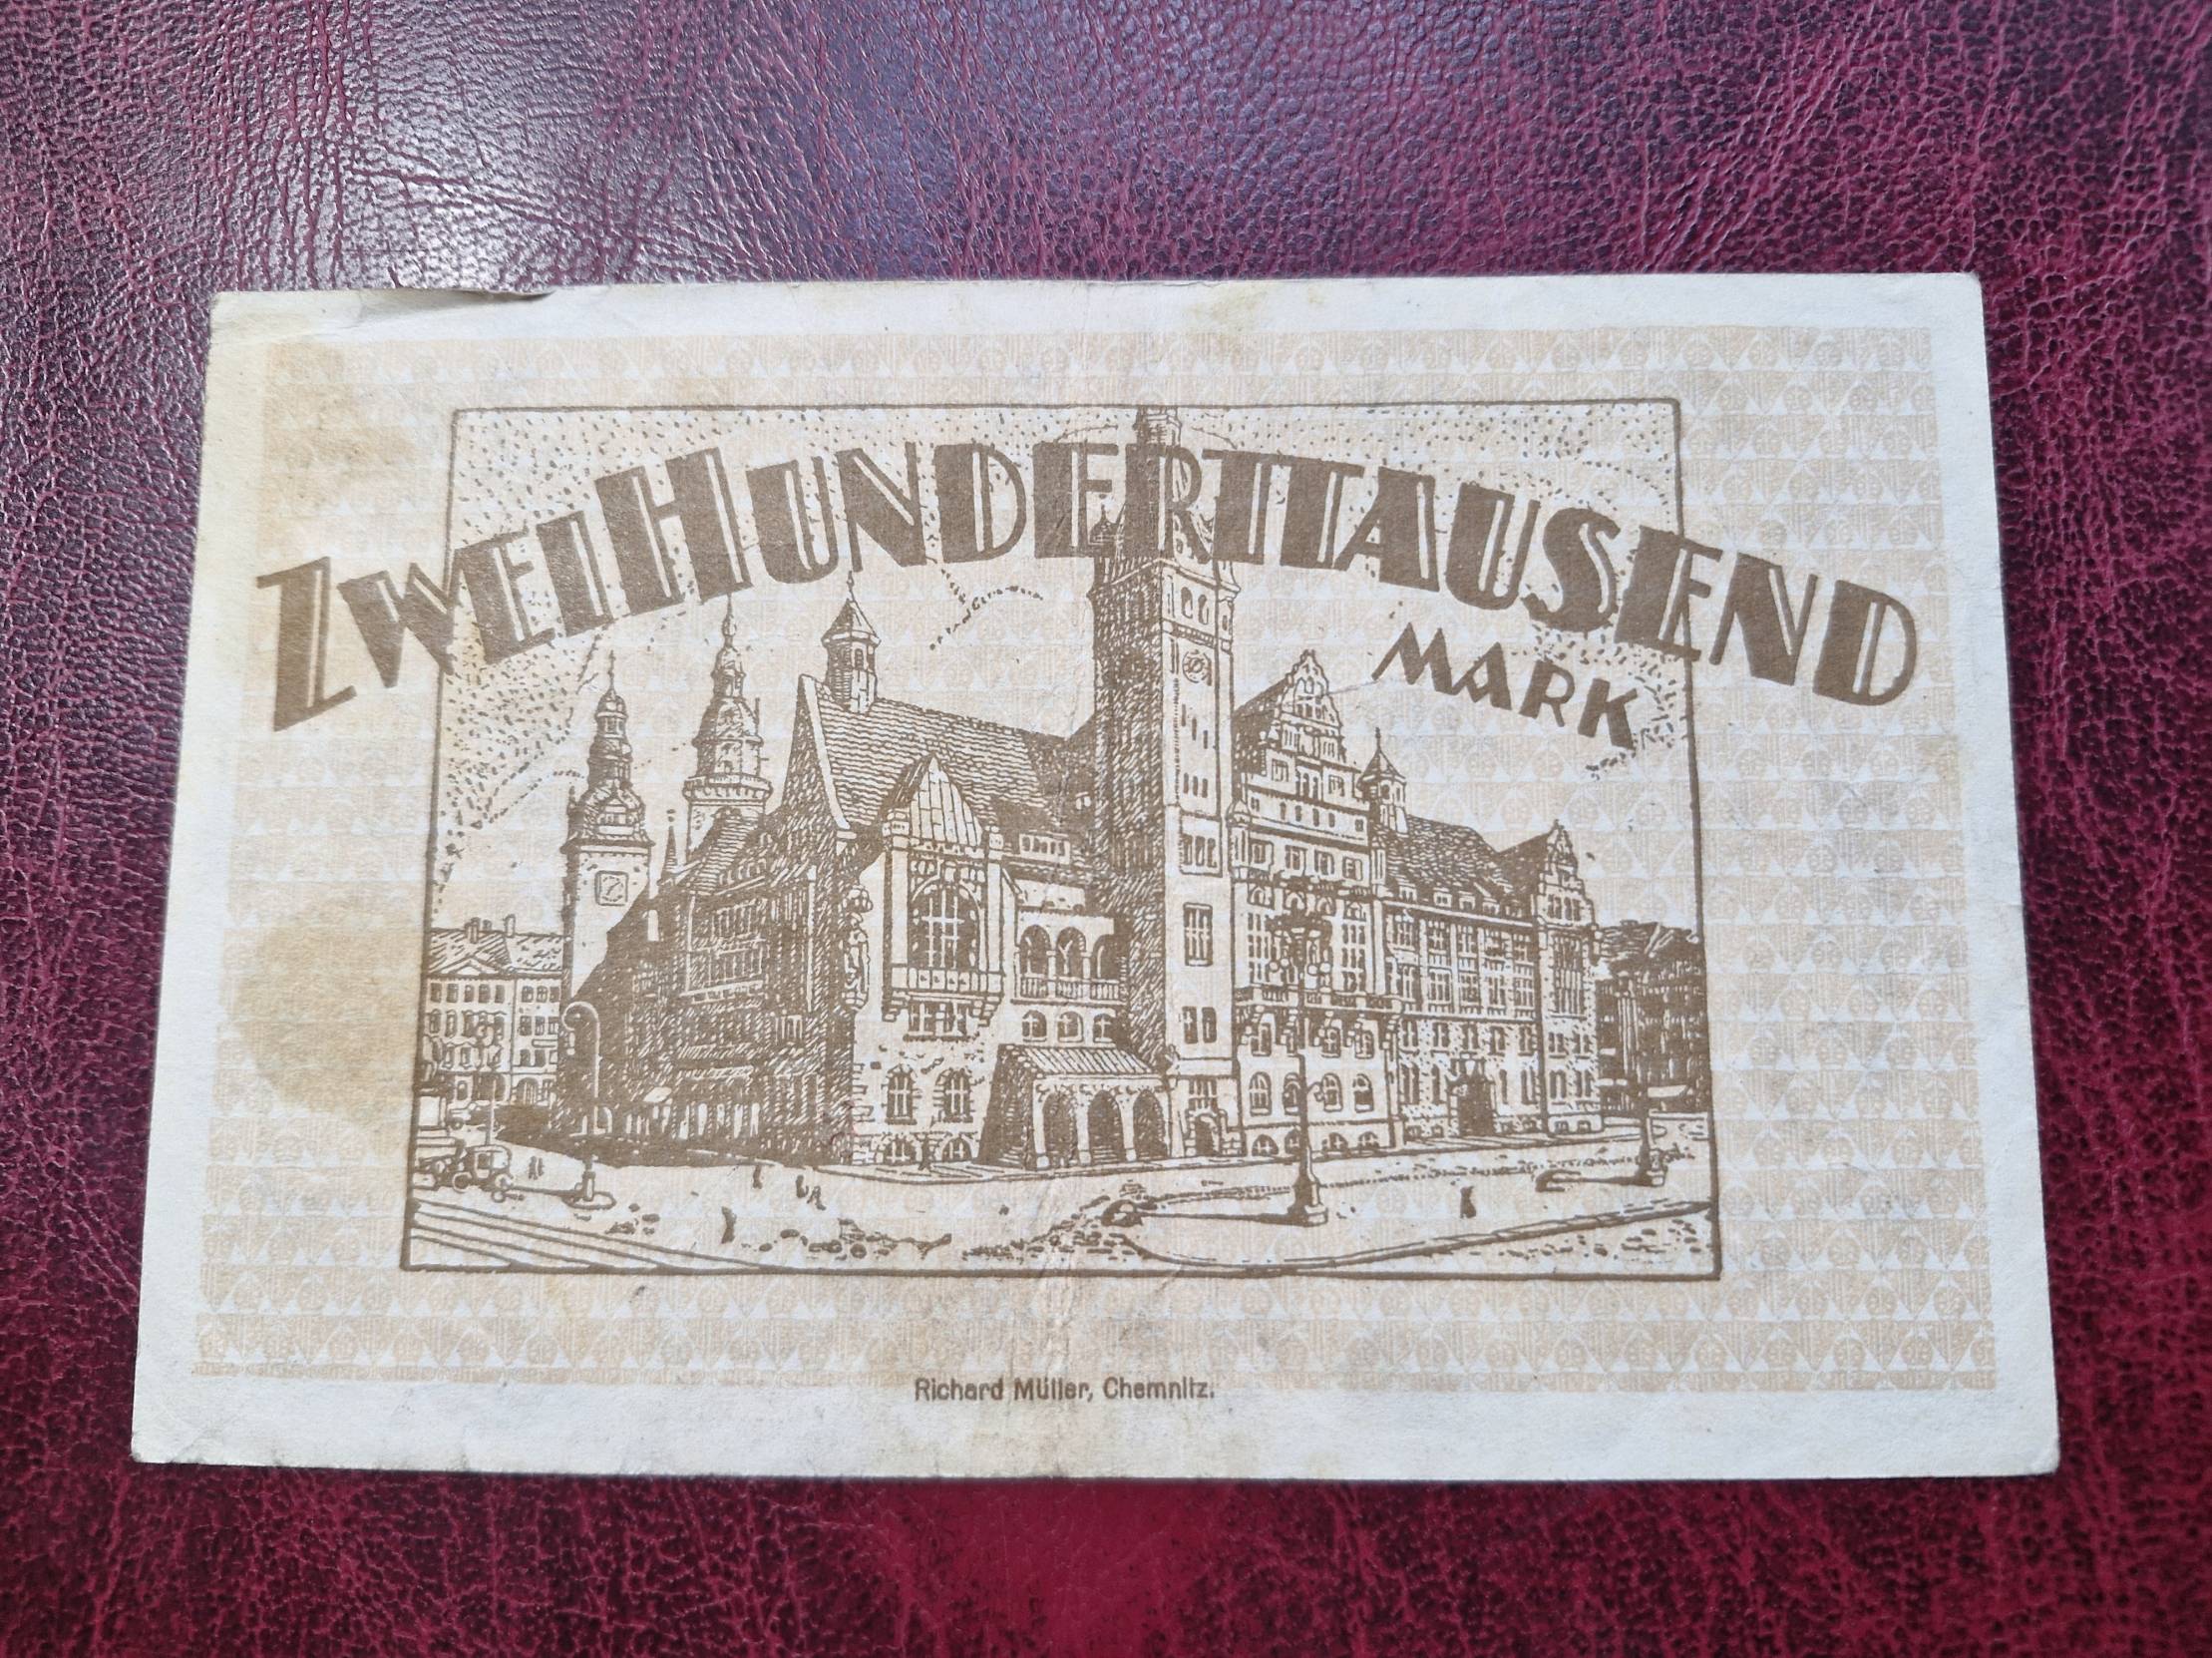 ZWEIHUNDERTTAUSEND
MARK
Richard Müller, Chemnitz.